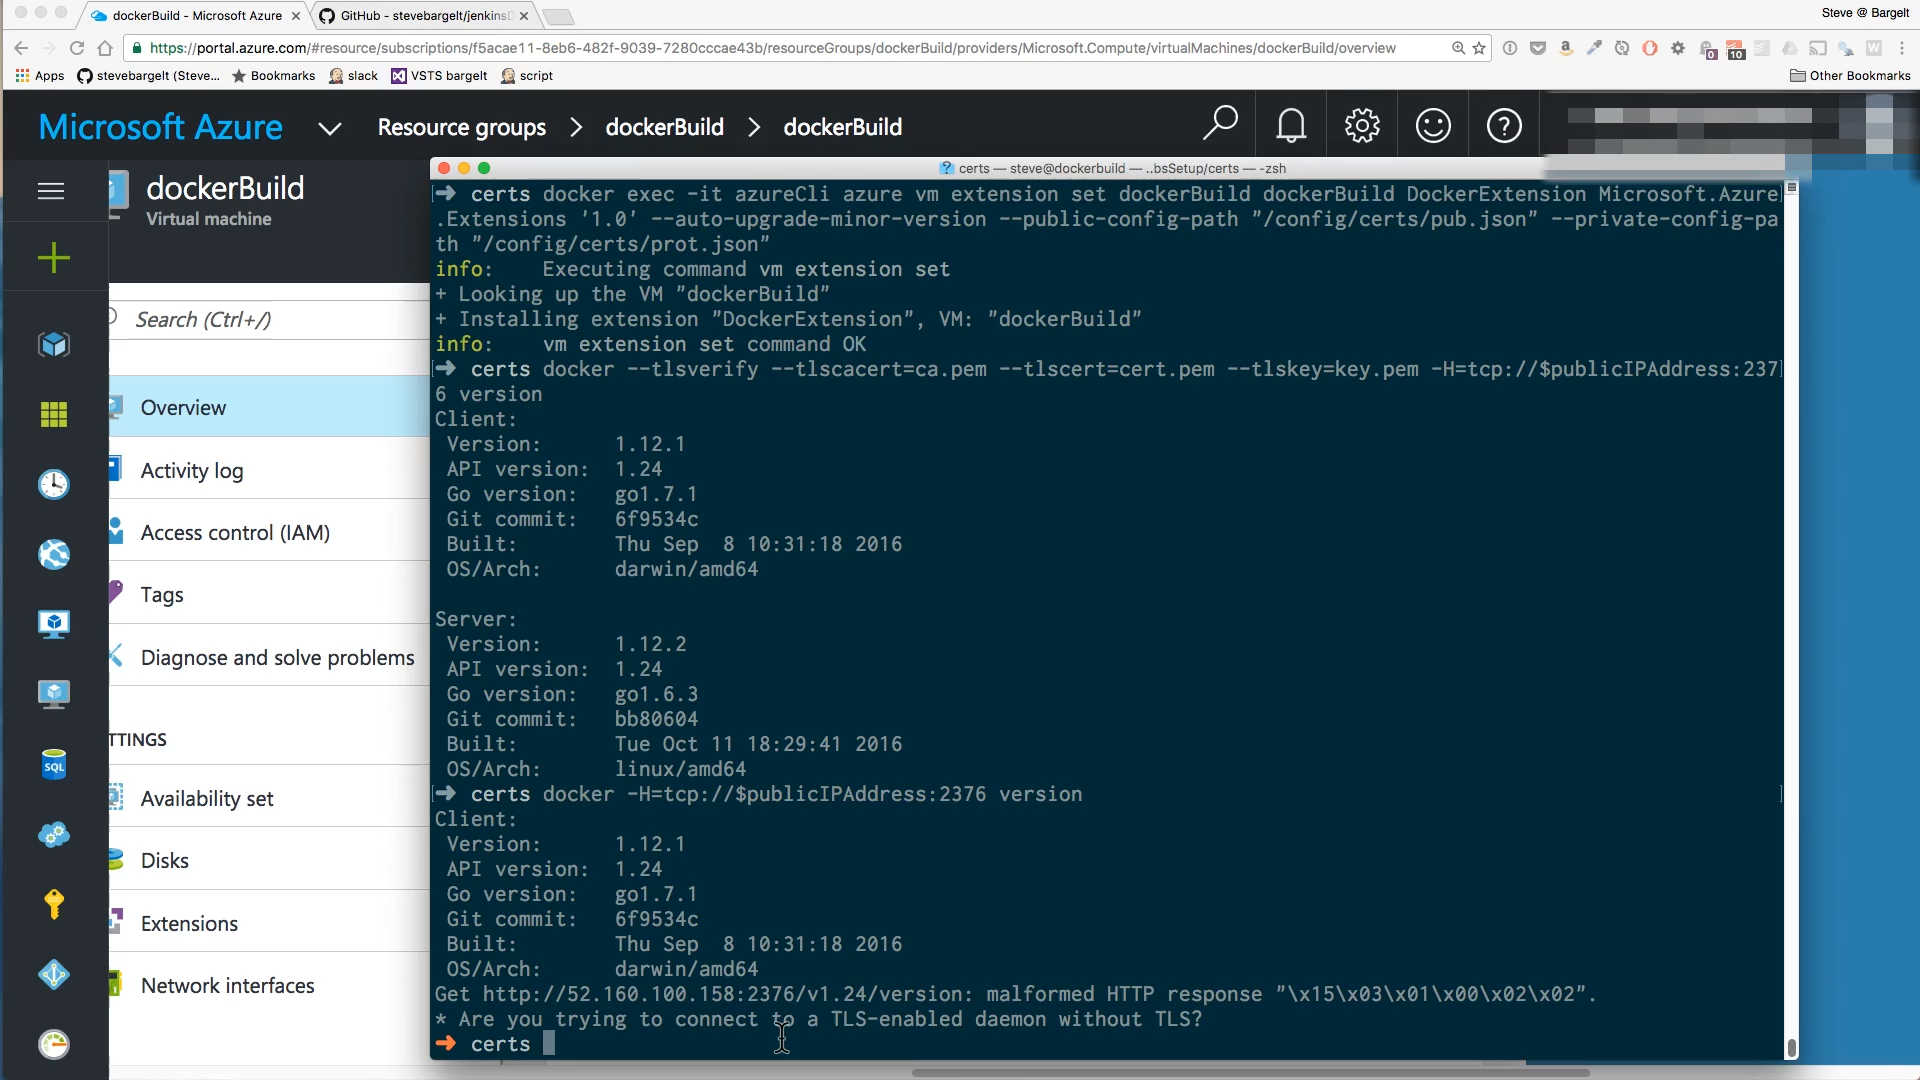 dockerBuild - Microsoft Azure
GitHub - stevebargelt/jenkins
Steve @ Bargelt
https://portal.azure.com/#resource/subscriptions/f5acae11-8eb6-482f-9039-7280cccae43b/resourceGroups/dockerBuild/providers/Microsoft.Compute/virtualMachines/dockerBuild/overview
0
10
Apps
stevebargelt (Steve...
Bookmarks
slack
VSTS bargelt
script
Other Bookmarks
Microsoft Azure
Resource groups > dockerBuild > dockerBuild
dockerBuild
Virtual machine
Search (Ctrl+/)
Overview
Activity log
Access control (IAM)
Tags
Diagnose and solve problems
TTINGS
Availability set
Disks
Extensions
Network interfaces
SQL
certs — steve@dockerbuild — ..bsSetup/certs — -zsh
➜ certs docker exec -it azureCli azure vm extension set dockerBuild dockerBuild DockerExtension Microsoft.Azure
.Extensions '1.0' --auto-upgrade-minor-version --public-config-path "/config/certs/pub.json" --private-config-pa
th "/config/certs/prot.json"
info: Executing command vm extension set
+ Looking up the VM "dockerBuild"
+ Installing extension "DockerExtension", VM: "dockerBuild"
info: vm extension set command OK
➜ certs docker --tlsverify --tlscacert=ca.pem --tlscert=cert.pem --tlskey=key.pem -H=tcp://$publicIPAddress:237
6 version
Client:
Version: 1.12.1
API version: 1.24
Go version: go1.7.1
Git commit: 6f9534c
Built: Thu Sep 8 10:31:18 2016
OS/Arch: darwin/amd64
Server:
Version: 1.12.2
API version: 1.24
Go version: go1.6.3
Git commit: bb80604
Built: Tue Oct 11 18:29:41 2016
OS/Arch: linux/amd64
➜ certs docker -H=tcp://$publicIPAddress:2376 version
Client:
Version: 1.12.1
API version: 1.24
Go version: go1.7.1
Git commit: 6f9534c
Built: Thu Sep 8 10:31:18 2016
OS/Arch: darwin/amd64
Get http://52.160.100.158:2376/v1.24/version: malformed HTTP response "\x15\x03\x01\x00\x02\x02".
* Are you trying to connect to a TLS-enabled daemon without TLS?
➜ certs